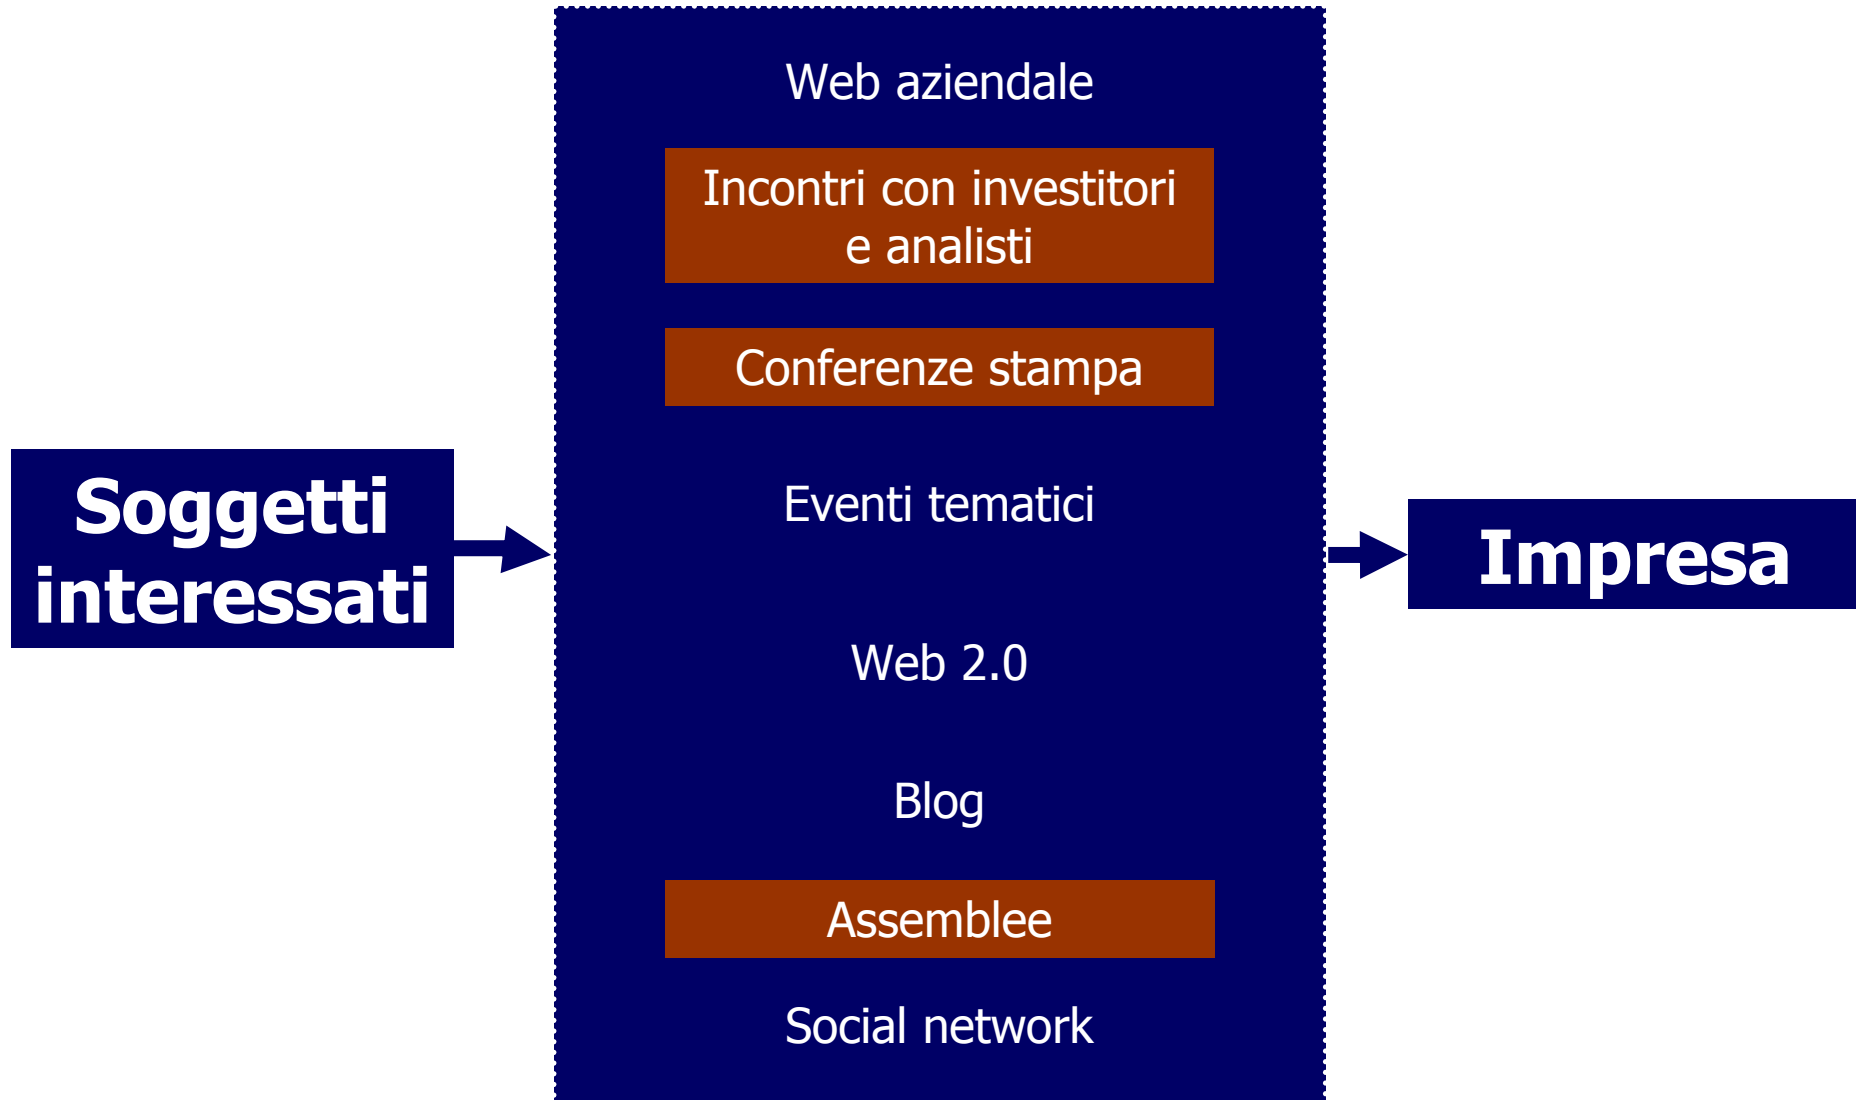 Soggetti
interessati
Web aziendale
Incontri con investitori
e analisti
Conferenze stampa
Eventi tematici
Web 2.0
Blog
Assemblee
Social network
Impresa